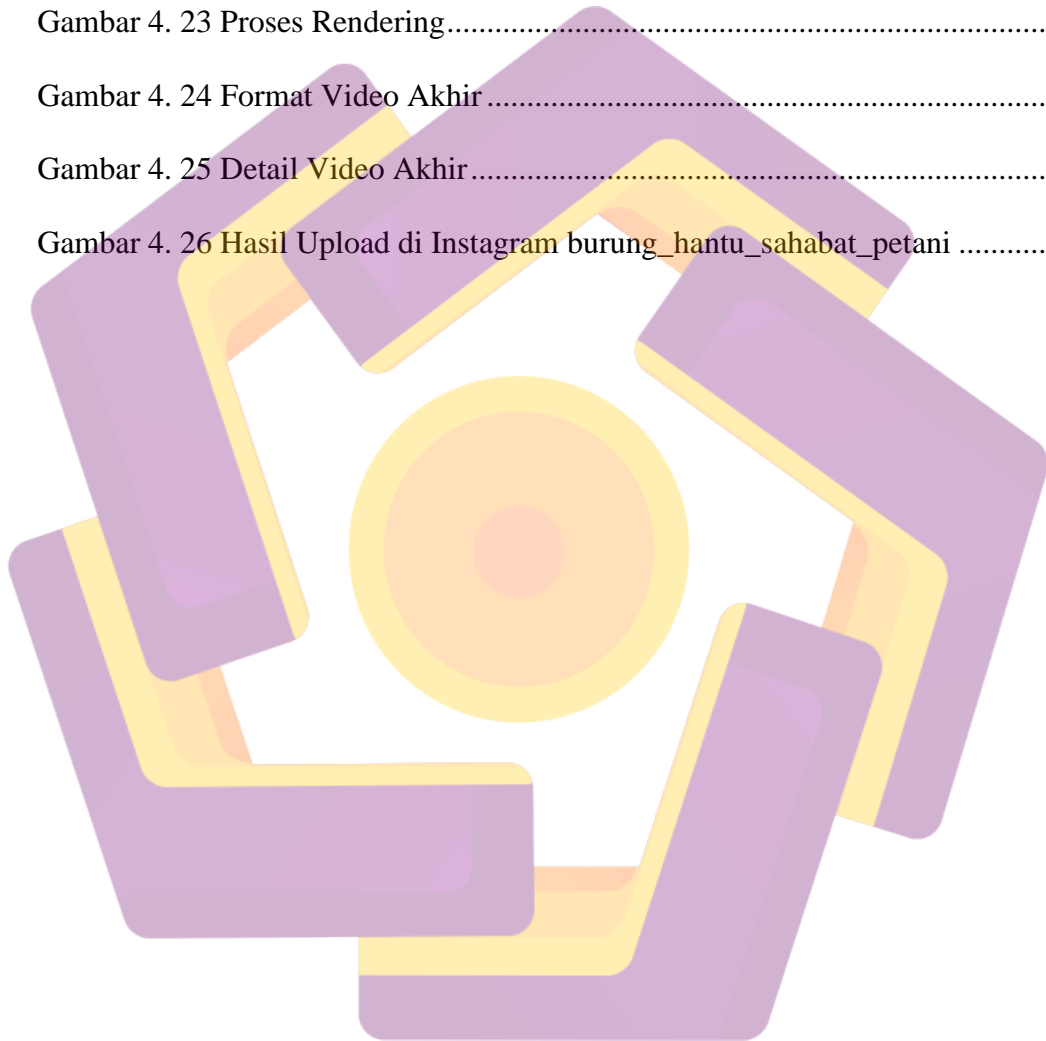 Gambar 4. 23 Proses Rendering...............................................................................
Gambar 4. 24 Format Video Akhir..........................................................................
Gambar 4. 25 Detail Video Akhir............................................................................
Gambar 4. 26 Hasil Upload di Instagram burung_hantu_sahabat_petani ...........